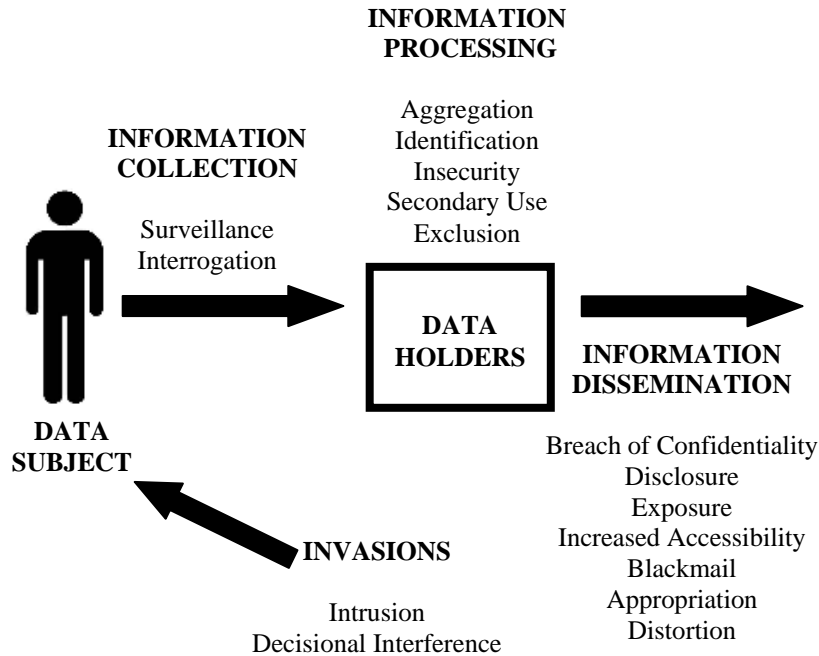 INFORMATION
PROCESSING
Aggregation
Identification
Insecurity
Secondary Use
Exclusion
INFORMATION
COLLECTION
Surveillance
Interrogation
DATA
HOLDERS
INFORMATION
DISSEMINATION
Breach of Confidentiality
Disclosure
Exposure
Increased Accessibility
Blackmail
Appropriation
Distortion
DATA
SUBJECT
INVASIONS
Intrusion
Decisional Interference